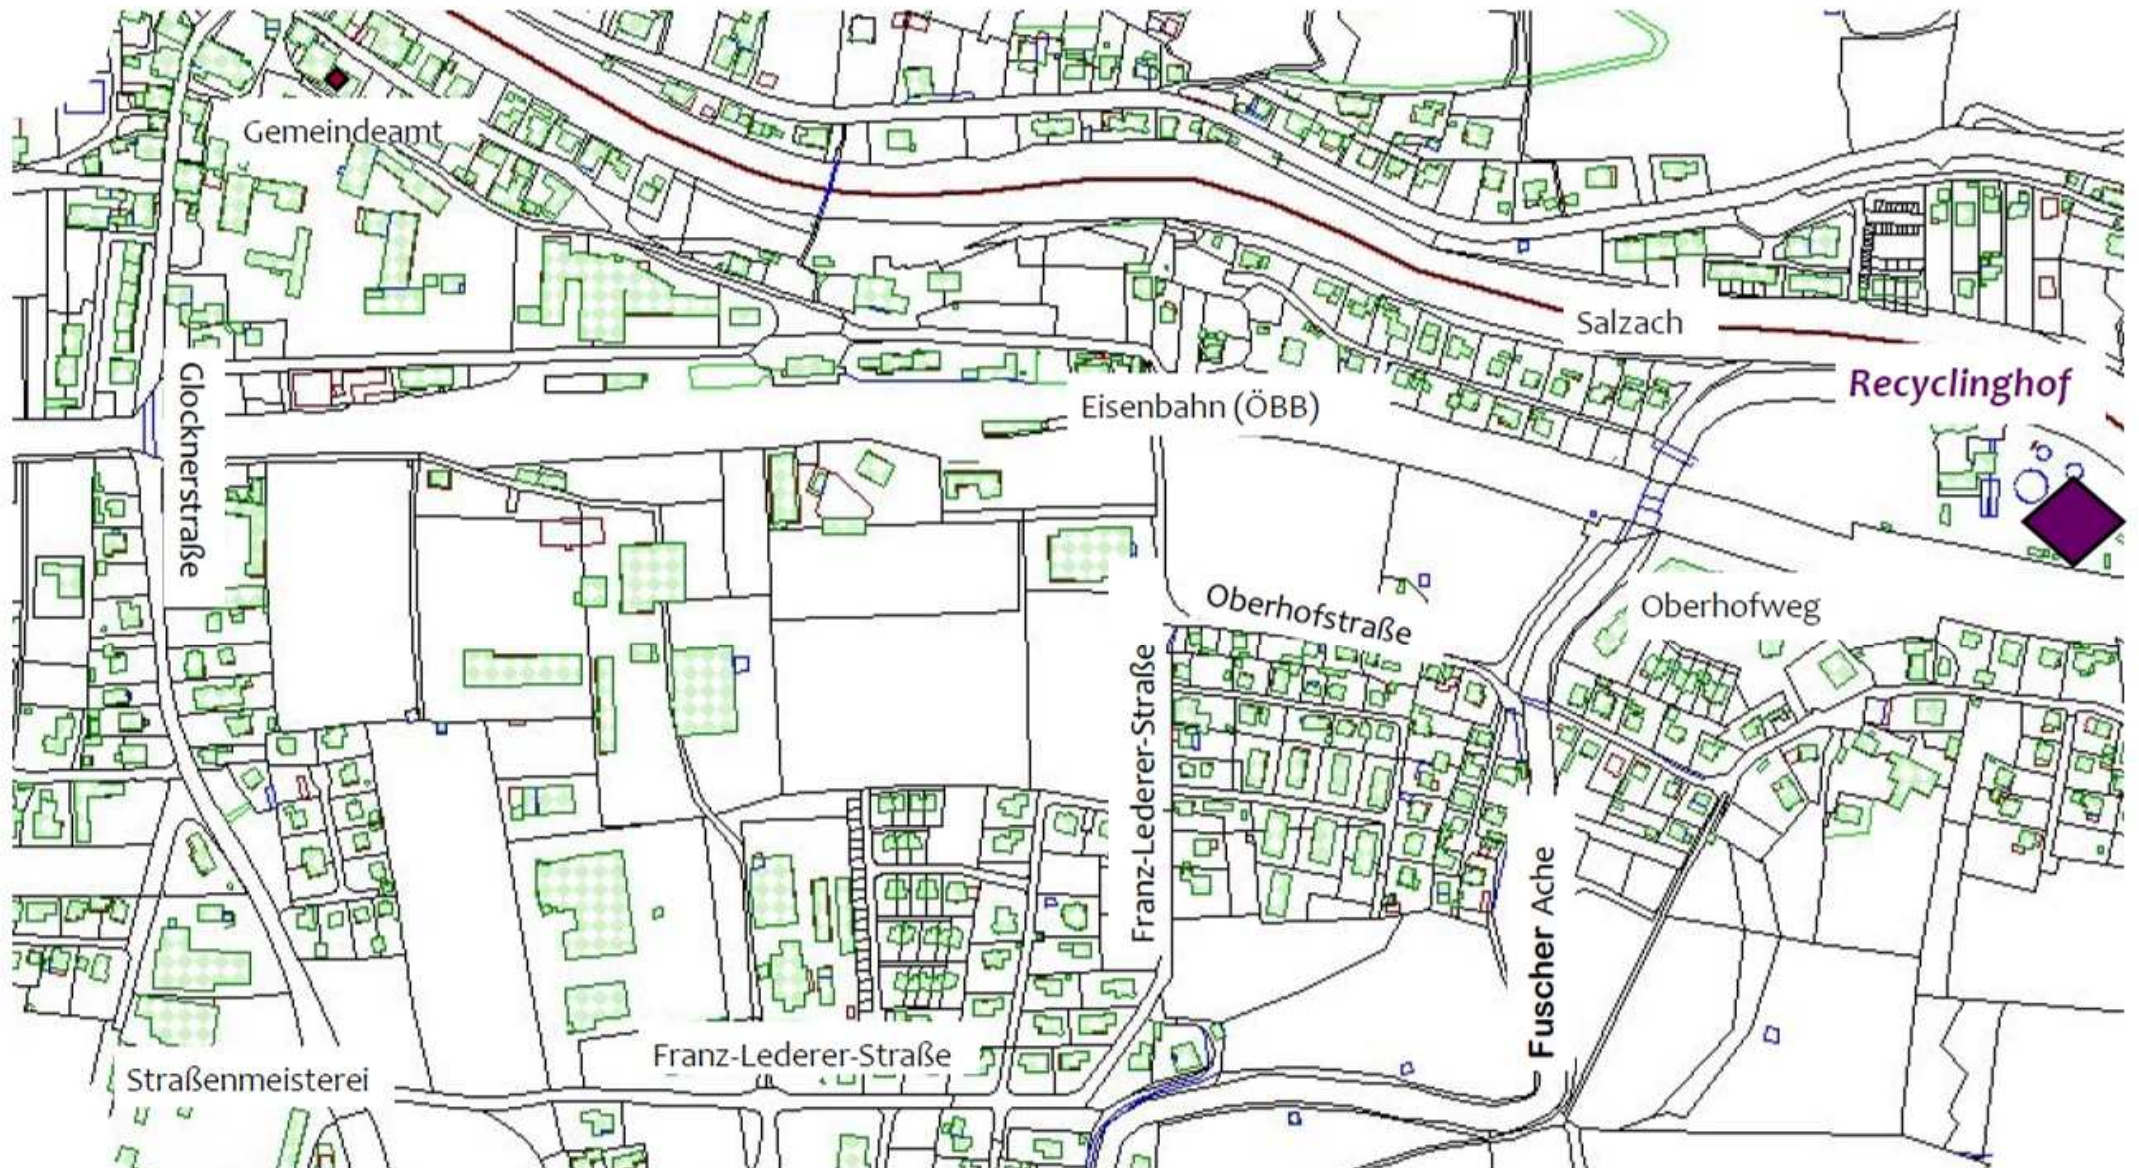 Gemeindeamt
Salzach
Recyclinghof
Glocknerstraße
Eisenbahn (ÖBB)
Oberhofstraße
Oberhofweg
Franz-Lederer-Straße
Fuscher Ache
Franz-Lederer-Straße
Straßenmeisterei